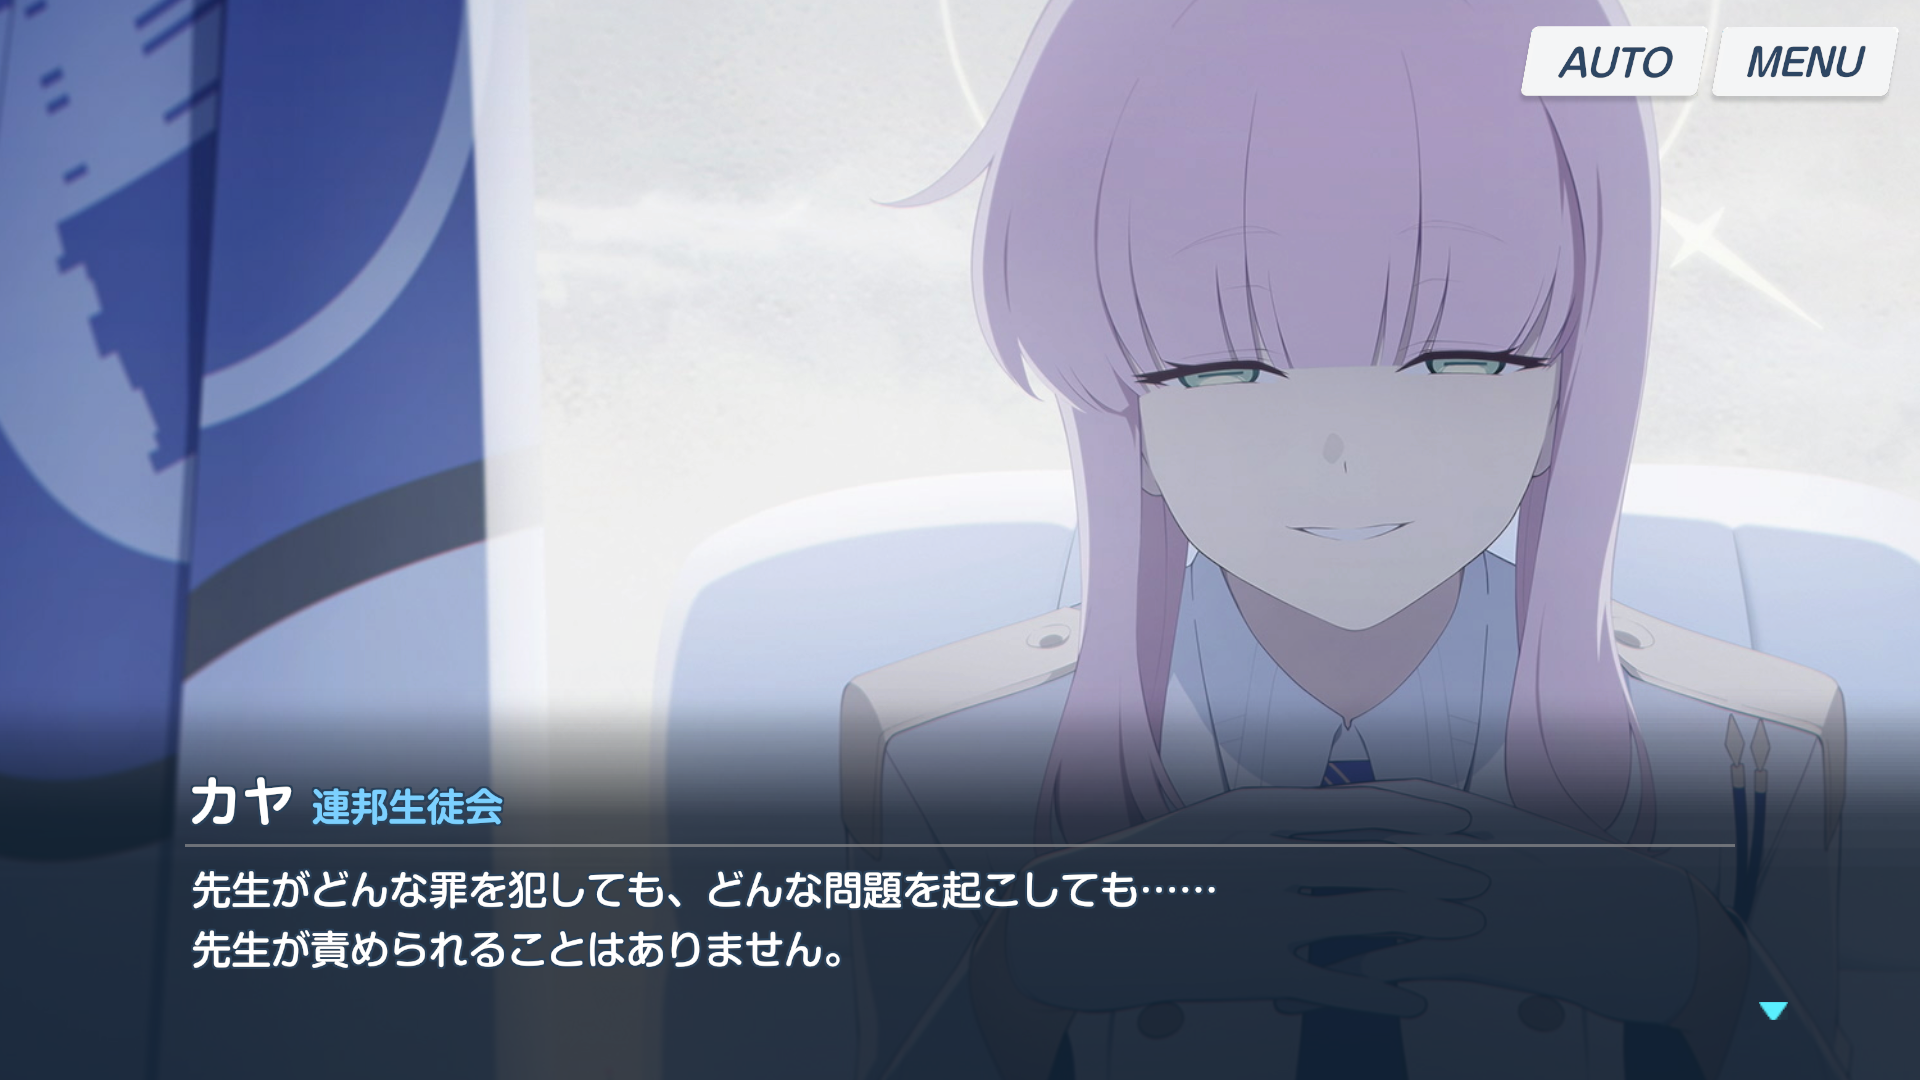 AUTO
MENU
カヤ 連邦生徒会
先生がどんな罪を犯しても、どんな問題を起こしても……
先生が責められることはありません。